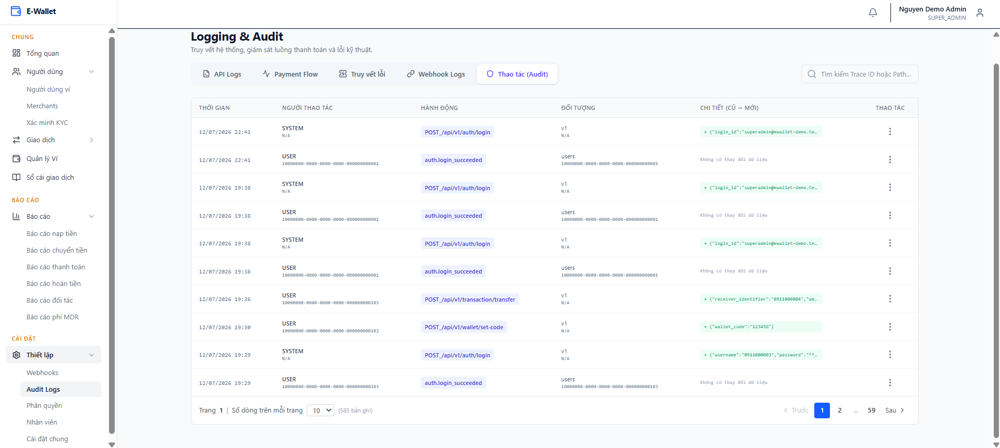 E-Wallet
Nguyen Demo Admin
SUPER_ADMIN
CHUNG
Tổng quan
Người dùng
Người dùng ví
Merchants
Xác minh KYC
Giao dịch
Quản lý Ví
Sổ cái giao dịch
BÁO CÁO
Báo cáo
Báo cáo nạp tiền
Báo cáo chuyển tiền
Báo cáo thanh toán
Báo cáo hoàn tiền
Báo cáo đối tác
Báo cáo phí MDR
CÀI ĐẶT
Thiết lập
Webhooks
Audit Logs
Phân quyền
Nhân viên
Cài đặt chung
Logging & Audit
Truy vết hệ thống, giám sát luồng thanh toán và lỗi kỹ thuật.
API Logs Payment Flow Truy vết lỗi Webhook Logs Thao tác (Audit) Tìm kiếm Trace ID hoặc Path...
THỜI GIAN NGƯỜI THAO TÁC HÀNH ĐỘNG ĐỐI TƯỢNG CHI TIẾT (CŨ → MỚI) THAO TÁC
12/07/2026 22:41 SYSTEM POST_/api/v1/auth/login v1 + {"login_id":"superadmin@ewallet-demo.te…
N/A N/A
12/07/2026 22:41 USER auth.login_succeeded users Không có thay đổi dữ liệu
10000000-0000-0000-0000-000000000001 10000000-0000-0000-0000-000000000001
12/07/2026 19:38 SYSTEM POST_/api/v1/auth/login v1 + {"login_id":"superadmin@ewallet-demo.te…
N/A N/A
12/07/2026 19:38 USER auth.login_succeeded users Không có thay đổi dữ liệu
10000000-0000-0000-0000-000000000001 10000000-0000-0000-0000-000000000001
12/07/2026 19:38 SYSTEM POST_/api/v1/auth/login v1 + {"login_id":"superadmin@ewallet-demo.te…
N/A N/A
12/07/2026 19:38 USER auth.login_succeeded users Không có thay đổi dữ liệu
10000000-0000-0000-0000-000000000001 10000000-0000-0000-0000-000000000001
12/07/2026 19:36 USER POST_/api/v1/transaction/transfer v1 + {"receiver_identifier":"0911000004","am…
10000000-0000-0000-0000-000000000103 N/A
12/07/2026 19:30 USER POST_/api/v1/wallet/set-code v1 + {"wallet_code":"123456"}
10000000-0000-0000-0000-000000000103 N/A
12/07/2026 19:29 SYSTEM POST_/api/v1/auth/login v1 + {"username":"0911000003","password":"**…
N/A N/A
12/07/2026 19:29 USER auth.login_succeeded users Không có thay đổi dữ liệu
10000000-0000-0000-0000-000000000103 10000000-0000-0000-0000-000000000103
Trang 1 | Số dòng trên mỗi trang 10 (585 bản ghi) Trước 1 2 ... 59 Sau